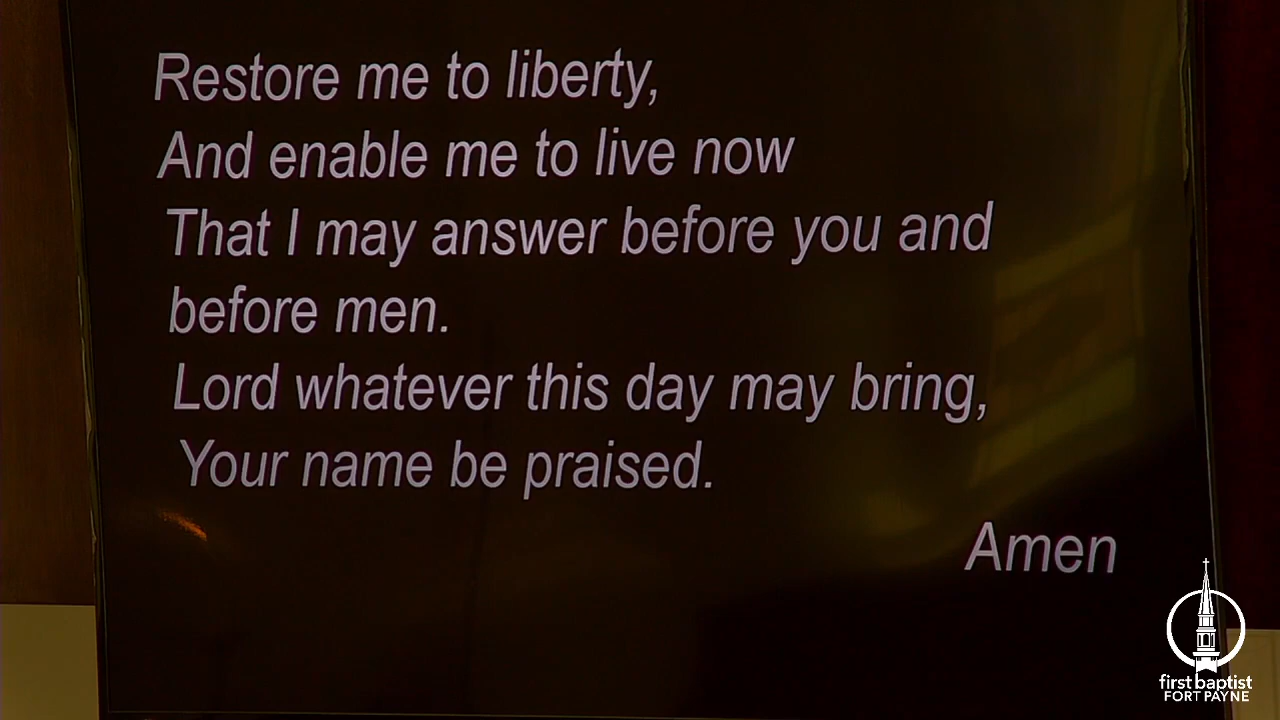 Restore me to liberty,
And enable me to live now
That I may answer before you and
before men.
Lord whatever this day may bring,
Your name be praised.
Amen
first baptist
FORT PAYNE